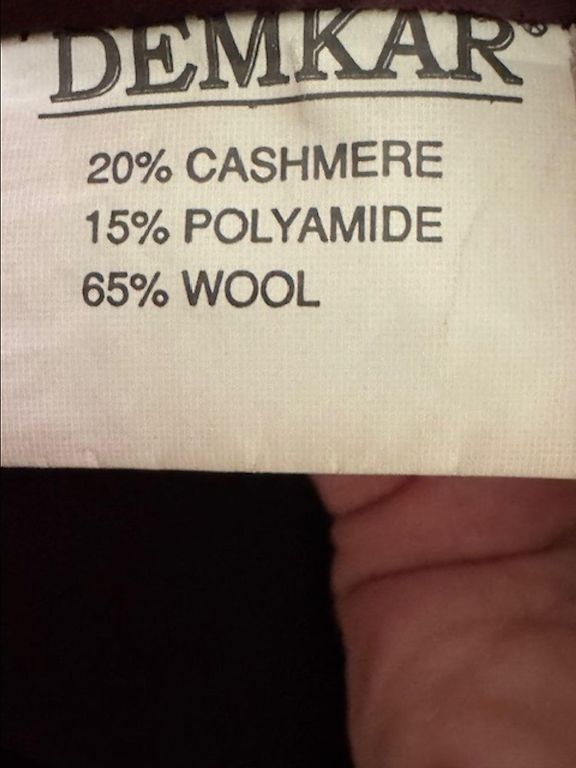 DEMKAR®
20% CASHMERE
15% POLYAMIDE
65% WOOL